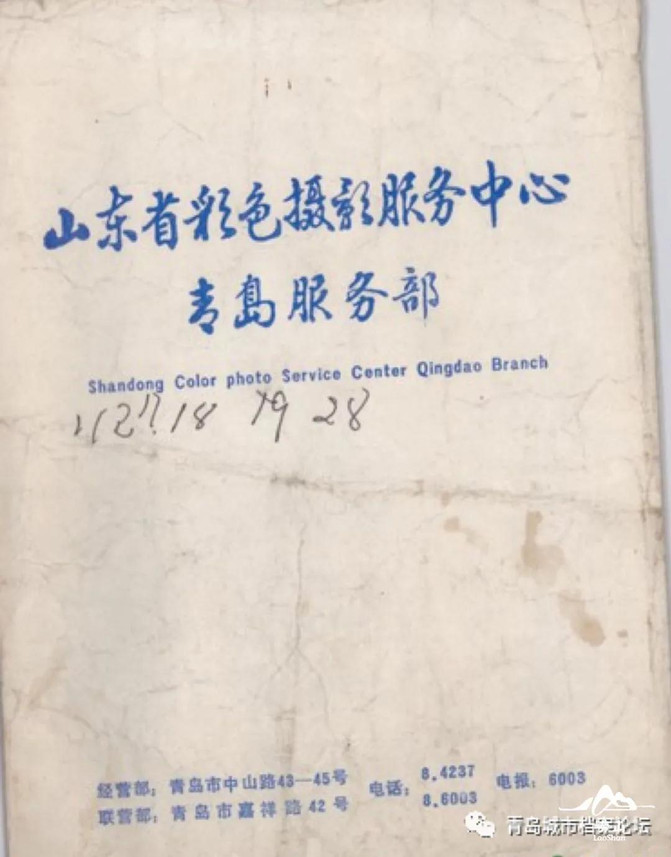 山东省彩色摄影服务中心
青岛服务部
Shandong Color photo Service Center Qingdao Branch
18 19 28
经营部：青岛市中山路43—45号 电话：8.4237 电报：6003
联营部：青岛市嘉祥路42号 8.6003
青岛城市档案论坛